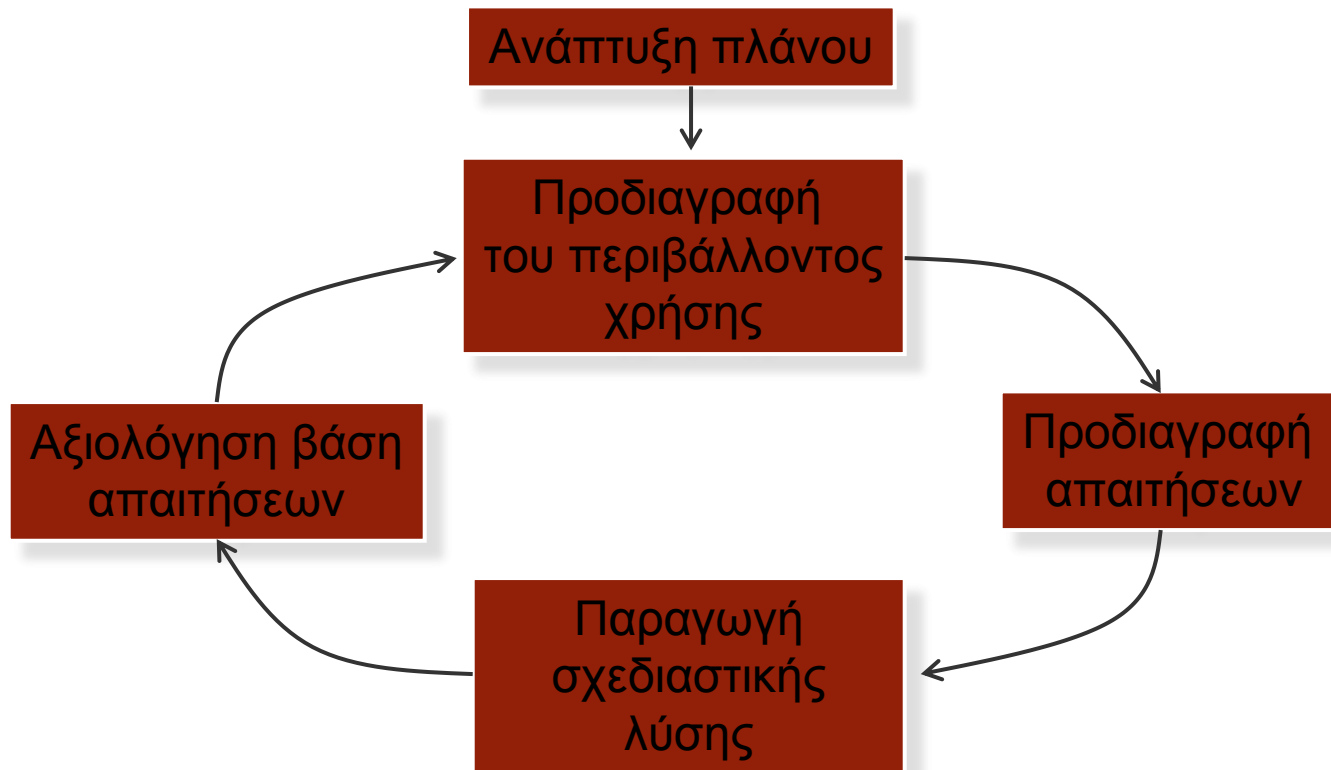 Ανάπτυξη πλάνου
Προδιαγραφή
του περιβάλλοντος
χρήσης
Προδιαγραφή
απαιτήσεων
Παραγωγή
σχεδιαστικής
λύσης
Αξιολόγηση βάση
απαιτήσεων